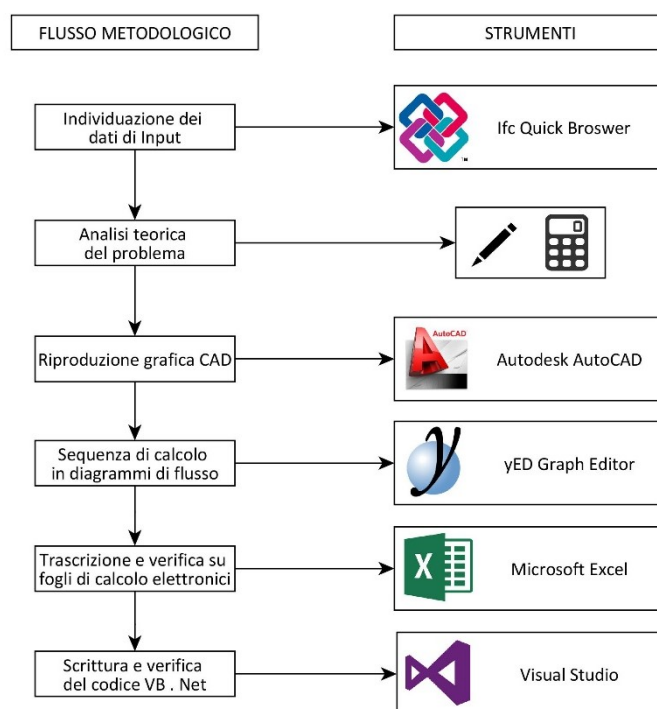 FLUSSO METODOLOGICO
STRUMENTI
Individuazione dei
dati di Input
Ifc Quick Broswer
TM
Analisi teorica
del problema
0
Riproduzione grafica CAD
AutoCAD
A
Autodesk AutoCAD
Sequenza di calcolo
in diagrammi di flusso
y
yED Graph Editor
Trascrizione e verifica su
fogli di calcolo elettronici
X
Microsoft Excel
Scrittura e verifica
del codice VB . Net
Visual Studio